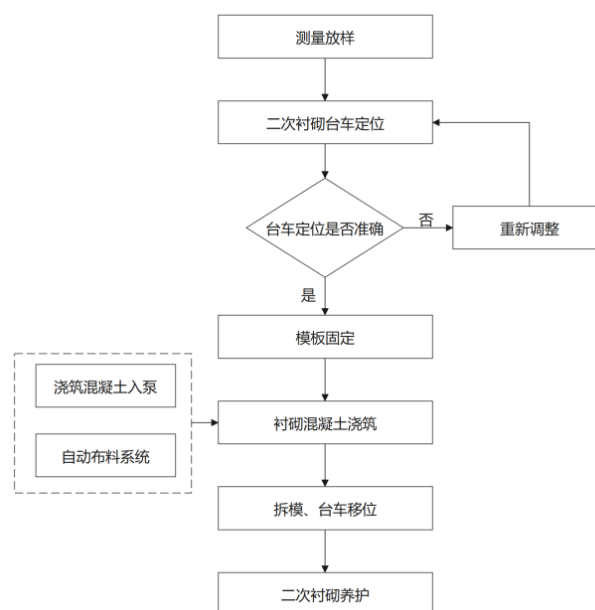 测量放样
二次衬砌台车定位
台车定位是否准确
否
重新调整
是
模板固定
浇筑混凝土入泵
衬砌混凝土浇筑
自动布料系统
拆模、台车移位
二次衬砌养护